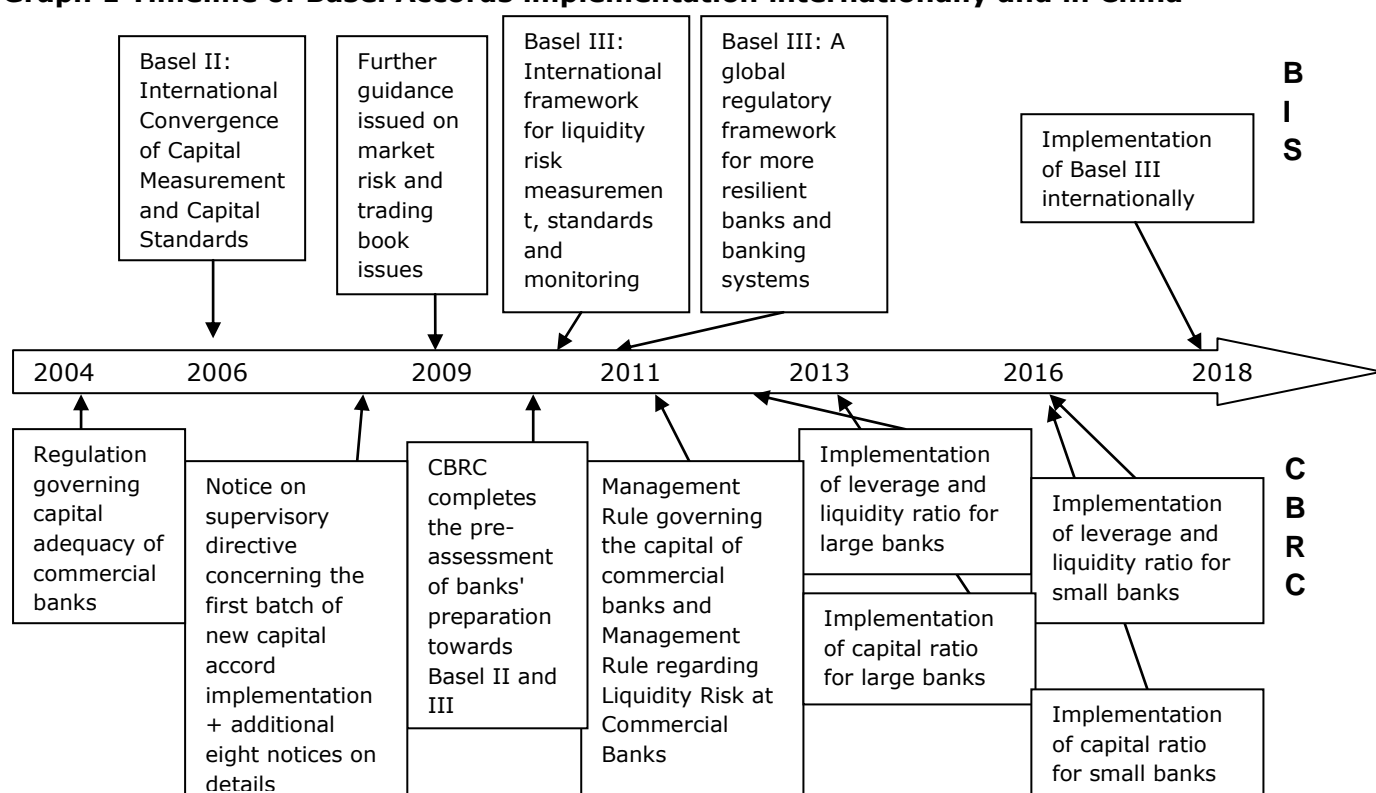 Graph 1 Timeline of Basel Accords implementation internationally and in China
Basel II:
International
Convergence
of Capital
Measurement
and Capital
Standards
Further
guidance
issued on
market
risk and
trading
book
issues
Basel III:
International
framework
for liquidity
risk
measuremen
t, standards
and
monitoring
Basel III: A
global
regulatory
framework
for more
resilient
banks and
banking
systems
Implementation
of Basel III
internationally
B
I
S
2004 2006 2009 2011 2013 2016 2018
Regulation
governing
capital
adequacy of
commercial
banks
Notice on
supervisory
directive
concerning the
first batch of
new capital
accord
implementation
+ additional
eight notices on
details
CBRC
completes
the pre-
assessment
of banks'
preparation
towards
Basel II and
III
Management
Rule governing
the capital of
commercial
banks and
Management
Rule regarding
Liquidity Risk at
Commercial
Banks
Implementation
of leverage and
liquidity ratio for
large banks
Implementation
of capital ratio
for large banks
Implementation
of leverage and
liquidity ratio for
small banks
Implementation
of capital ratio
for small banks
C
B
R
C